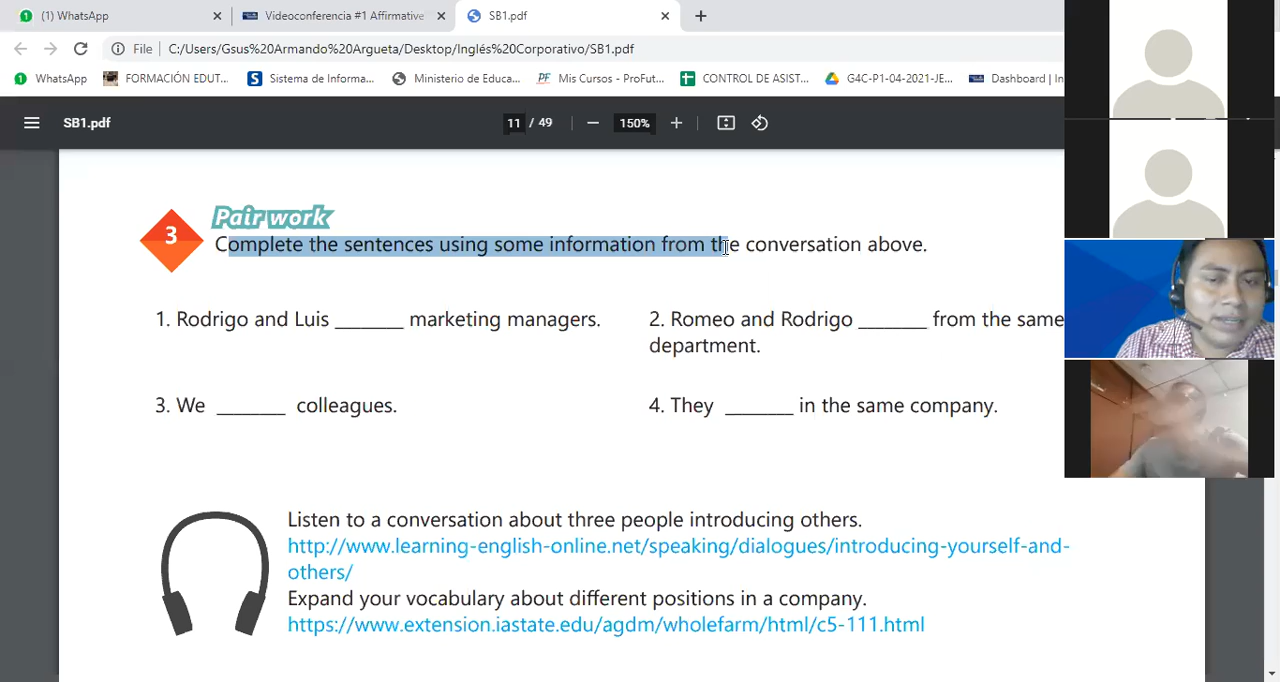 (1) WhatsApp
Videoconferencia #1 Affirmative
SB1.pdf
File
C:/Users/Gsus%20Armando%20Argueta/Desktop/Inglés%20Corporativo/SB1.pdf
WhatsApp
FORMACIÓN EDUT...
Sistema de Informa...
Ministerio de Educa...
Mis Cursos - ProFut...
CONTROL DE ASIST...
G4C-P1-04-2021-JE...
Dashboard | In
SB1.pdf
11 / 49
150%
Pair work
3
Complete the sentences using some information from the conversation above.
1. Rodrigo and Luis _______ marketing managers.
2. Romeo and Rodrigo _______ from the same
department.
3. We _______ colleagues.
4. They _______ in the same company.
Listen to a conversation about three people introducing others.
http://www.learning-english-online.net/speaking/dialogues/introducing-yourself-and-
others/
Expand your vocabulary about different positions in a company.
https://www.extension.iastate.edu/agdm/wholefarm/html/c5-111.html